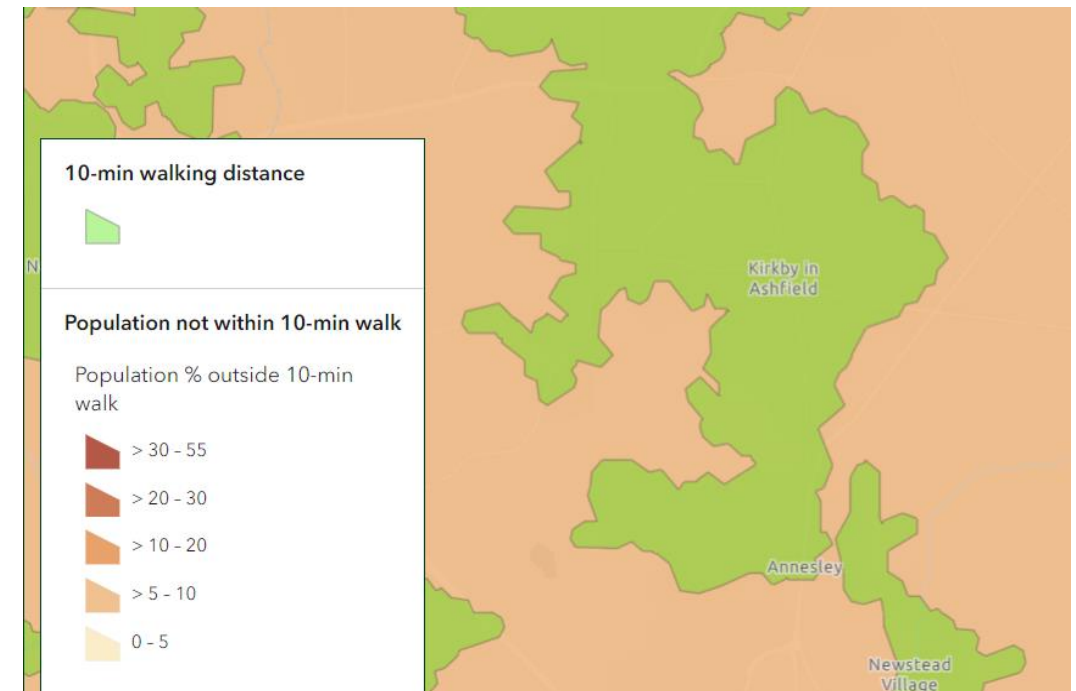 10-min walking distance
N
Population not within 10-min walk
Population % outside 10-min
walk
> 30 - 55
> 20 - 30
> 10 - 20
> 5 - 10
0 - 5
Kirkby in
Ashfield
Annesley
Newstead
Village